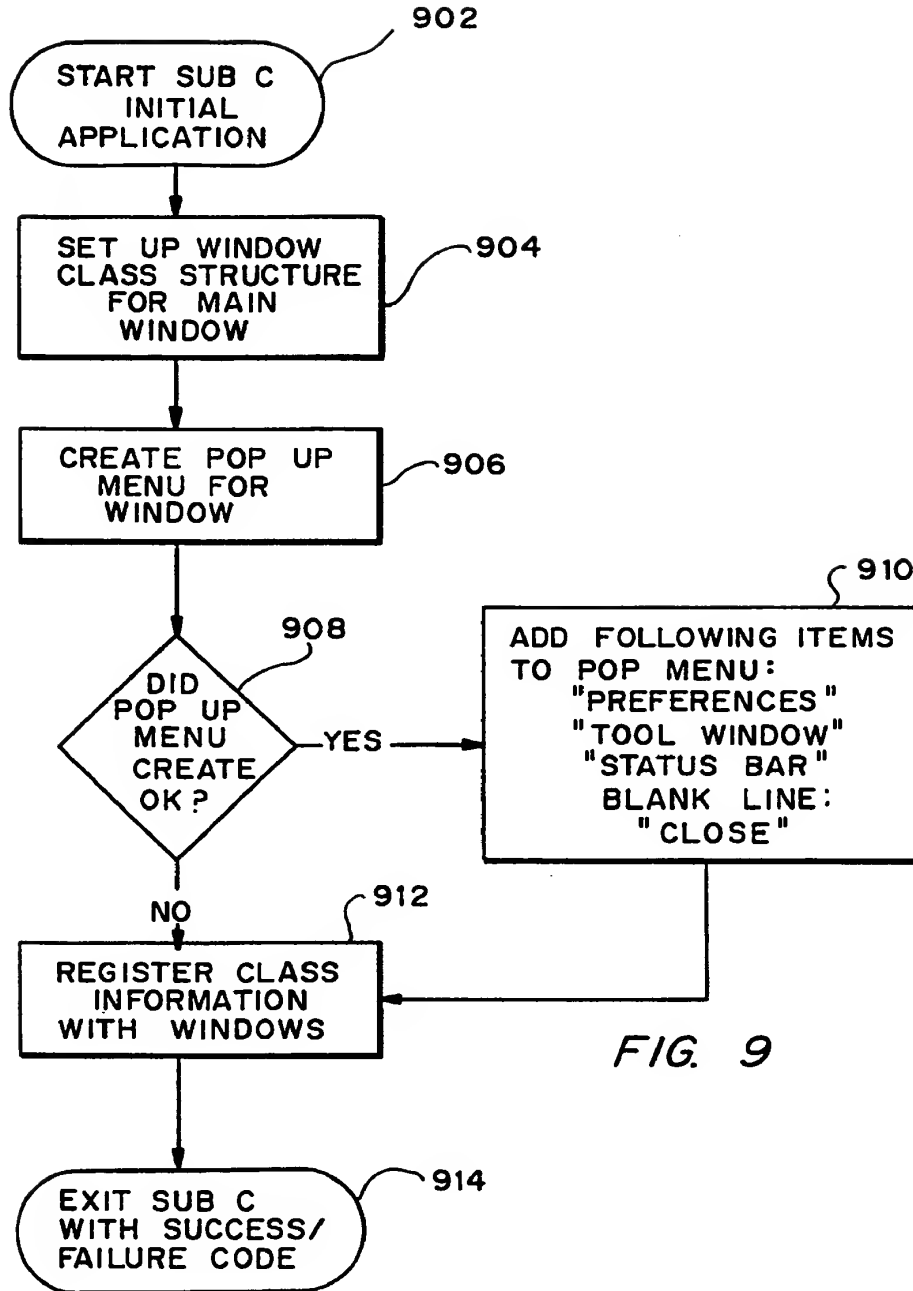 902
START SUB C
INITIAL
APPLICATION
SET UP WINDOW
CLASS STRUCTURE
FOR MAIN
WINDOW
904
CREATE POP UP
MENU FOR
WINDOW
906
908
DID
POP UP
MENU
CREATE
OK?
YES
910
ADD FOLLOWING ITEMS
TO POP MENU:
"PREFERENCES"
"TOOL WINDOW"
"STATUS BAR"
BLANK LINE:
"CLOSE"
NO
912
REGISTER CLASS
INFORMATION
WITH WINDOWS
FIG. 9
EXIT SUB C
WITH SUCCESS/
FAILURE CODE
914